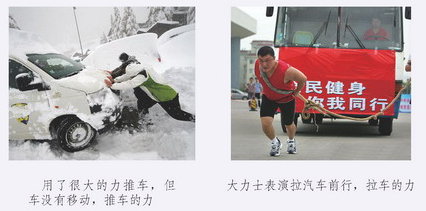 民健身
你我同行
用了很大的力推车，但
车没有移动，推车的力
大力士表演拉汽车前行，拉车的力